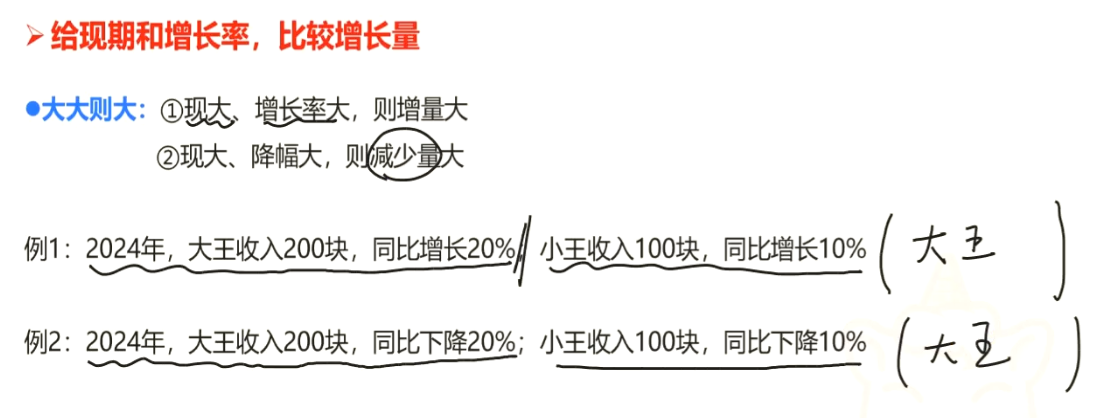 ➢ 给现期和增长率，比较增长量
●大大则大：①现大、增长率大，则增量大
②现大、降幅大，则减少量大
例1：2024年，大王收入200块，同比增长20%；小王收入100块，同比增长10%（大王）
例2：2024年，大王收入200块，同比下降20%；小王收入100块，同比下降10%（大王）